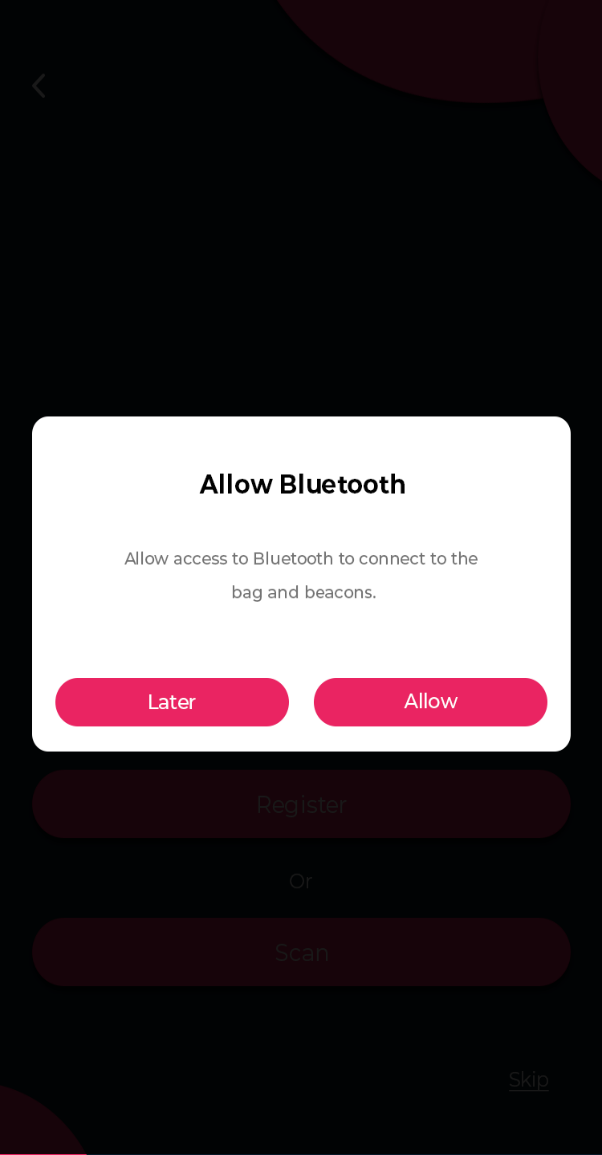 Allow Bluetooth
Allow access to Bluetooth to connect to the
bag and beacons.
Later
Allow
Register
Or
Scan
Skip